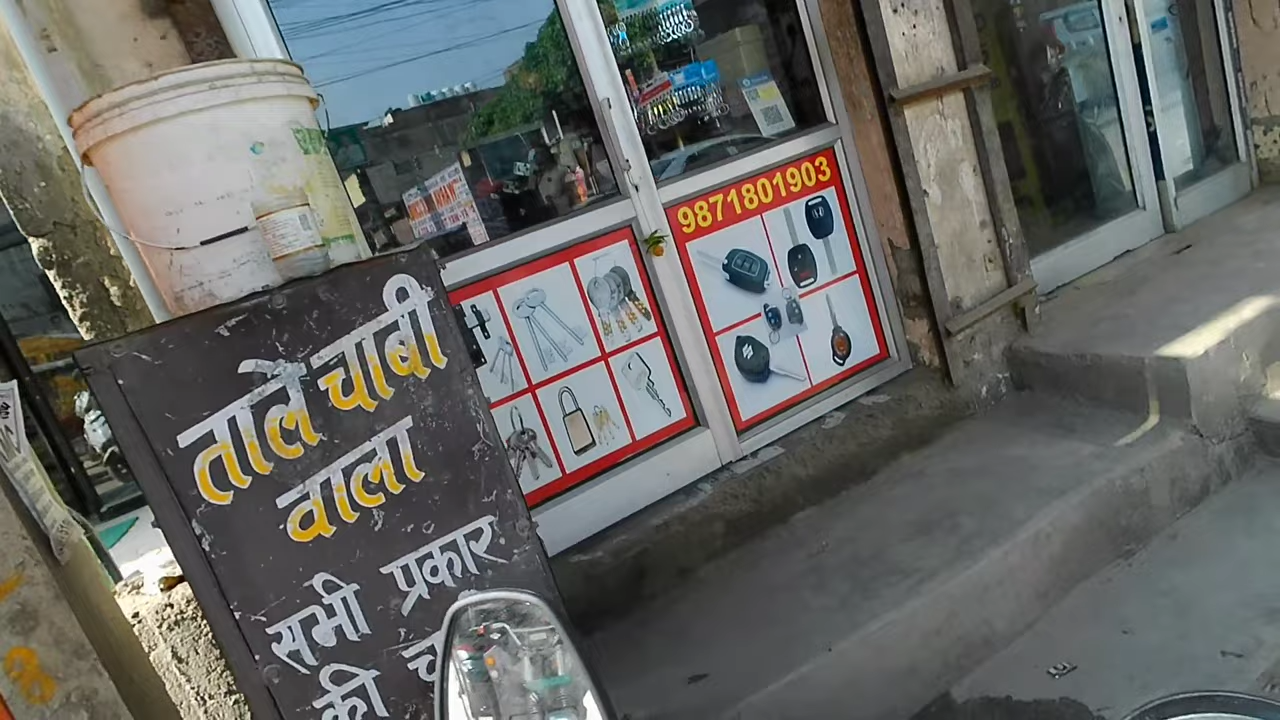 ताले चाबी
वाला
सभी प्रकार
की
9871801903